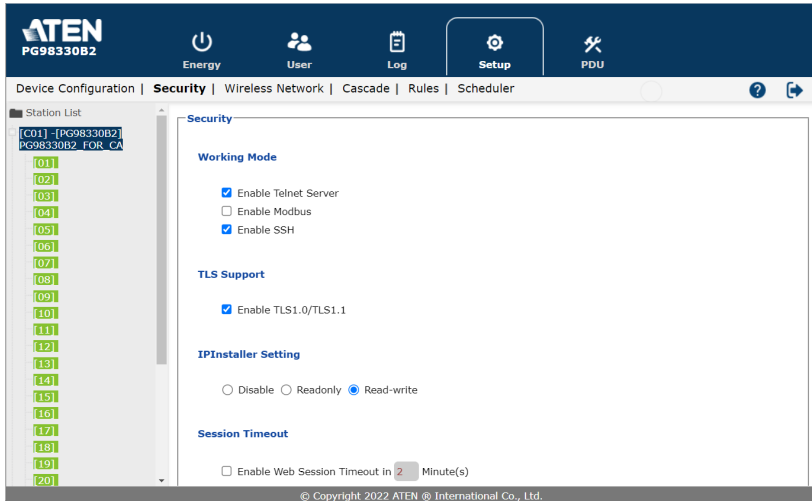 ATEN
PG98330B2
Energy
User
Log
Setup
PDU
Device Configuration | Security | Wireless Network | Cascade | Rules | Scheduler
Station List
[C01] -[PG98330B2]
PG98330B2_FOR_CA
[01]
[02]
[03]
[04]
[05]
[06]
[07]
[08]
[09]
[10]
[11]
[12]
[13]
[14]
[15]
[16]
[17]
[18]
[19]
[20]
Security
Working Mode
Enable Telnet Server
Enable Modbus
Enable SSH
TLS Support
Enable TLS1.0/TLS1.1
IPInstaller Setting
Disable Readonly Read-write
Session Timeout
Enable Web Session Timeout in 2 Minute(s)
© Copyright 2022 ATEN ® International Co., Ltd.